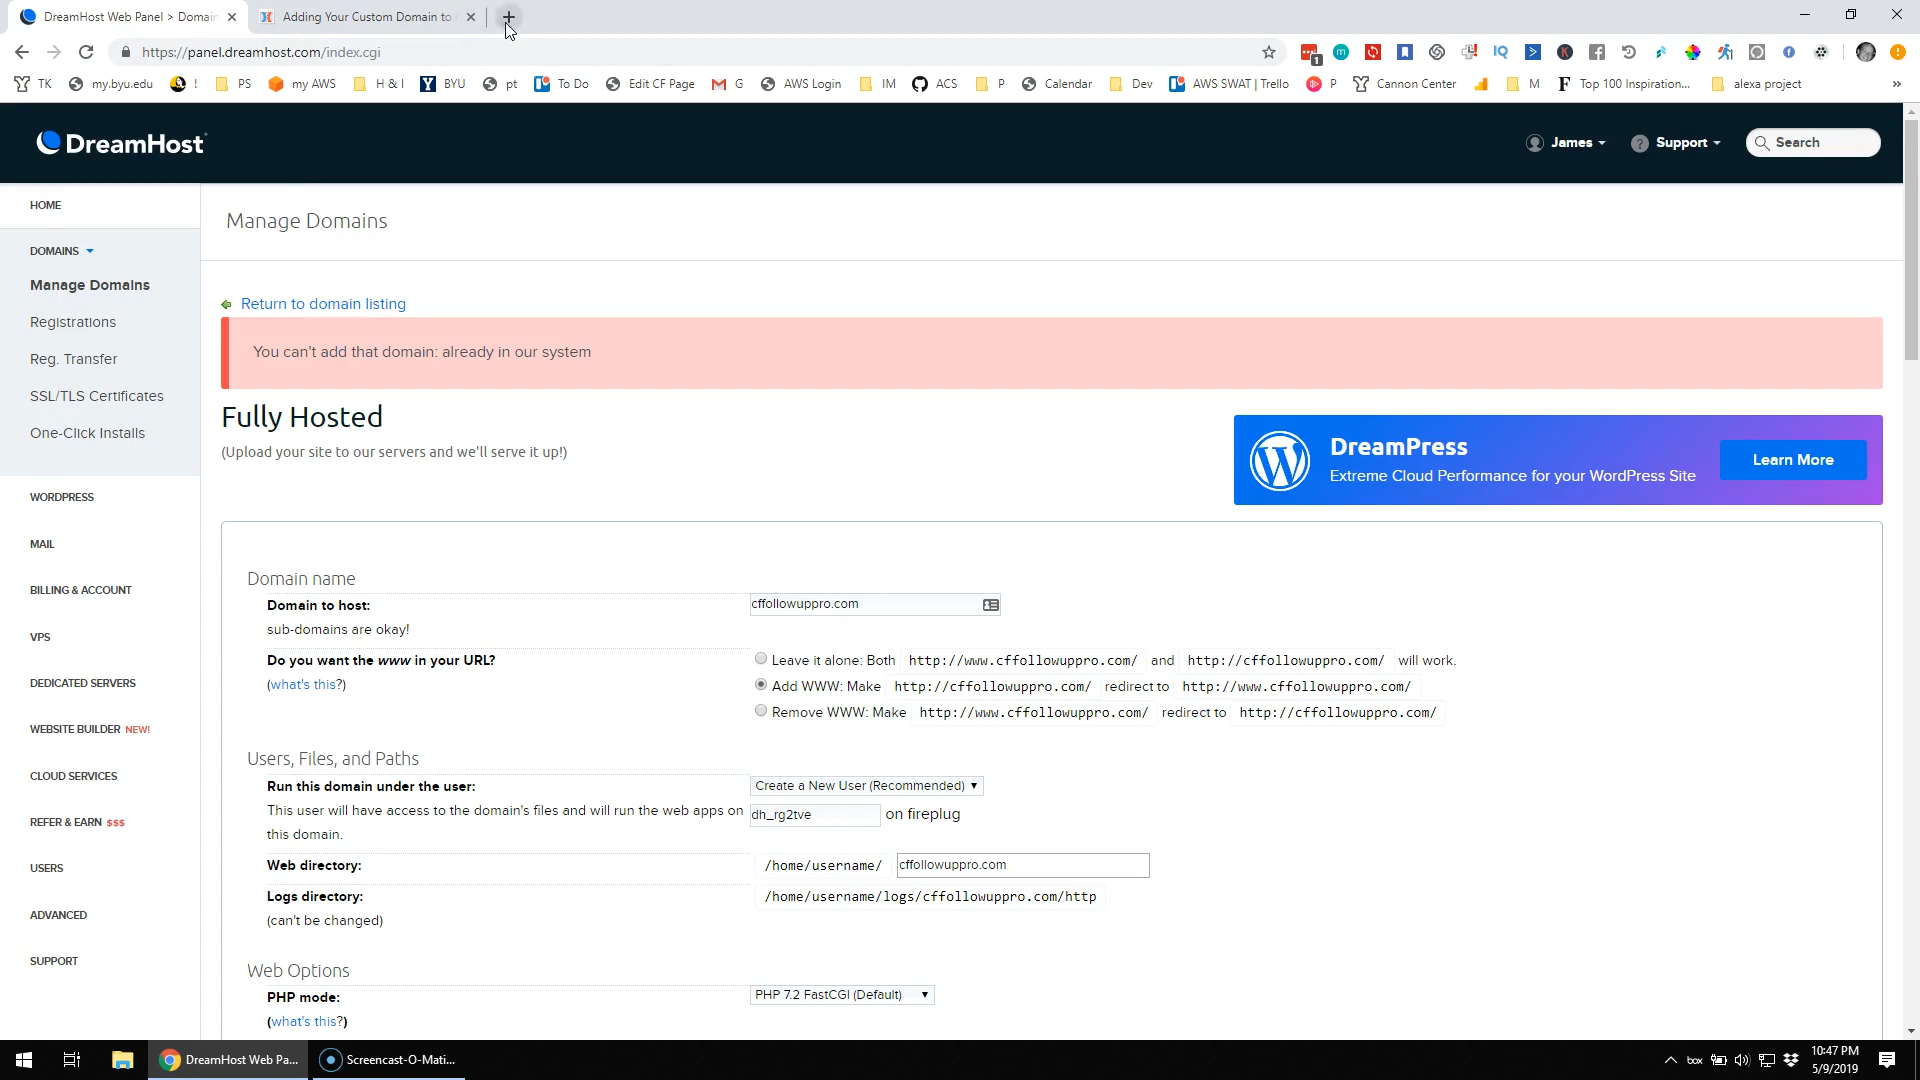 DreamHost Web Panel > Domain
Adding Your Custom Domain to
https://panel.dreamhost.com/index.cgi
TK
my.byu.edu
!
PS
my AWS
H & I
BYU
pt
To Do
Edit CF Page
G
AWS Login
IM
ACS
P
Calendar
Dev
AWS SWAT | Trello
P
Cannon Center
M
Top 100 Inspiration...
alexa project
»
DreamHost
James
Support
Search
HOME
DOMAINS
Manage Domains
Registrations
Reg. Transfer
SSL/TLS Certificates
One-Click Installs
WORDPRESS
MAIL
BILLING & ACCOUNT
VPS
DEDICATED SERVERS
WEBSITE BUILDER NEW!
CLOUD SERVICES
REFER & EARN $$$
USERS
ADVANCED
SUPPORT
Manage Domains
Return to domain listing
You can't add that domain: already in our system
Fully Hosted
(Upload your site to our servers and we'll serve it up!)
DreamPress
Extreme Cloud Performance for your WordPress Site
Learn More
Domain name
Domain to host:
cffollowuppro.com
sub-domains are okay!
Do you want the www in your URL?
(what's this?)
Leave it alone: Both http://www.cffollowuppro.com/ and http://cffollowuppro.com/ will work.
Add WWW: Make http://cffollowuppro.com/ redirect to http://www.cffollowuppro.com/
Remove WWW: Make http://www.cffollowuppro.com/ redirect to http://cffollowuppro.com/
Users, Files, and Paths
Run this domain under the user:
Create a New User (Recommended)
This user will have access to the domain's files and will run the web apps on
this domain.
dh_rg2tve on fireplug
Web directory:
/home/username/ cffollowuppro.com
Logs directory:
/home/username/logs/cffollowuppro.com/http
(can't be changed)
Web Options
PHP mode:
PHP 7.2 FastCGI (Default)
(what's this?)
DreamHost Web Pa...
Screencast-O-Mati...
box
10:47 PM
5/9/2019